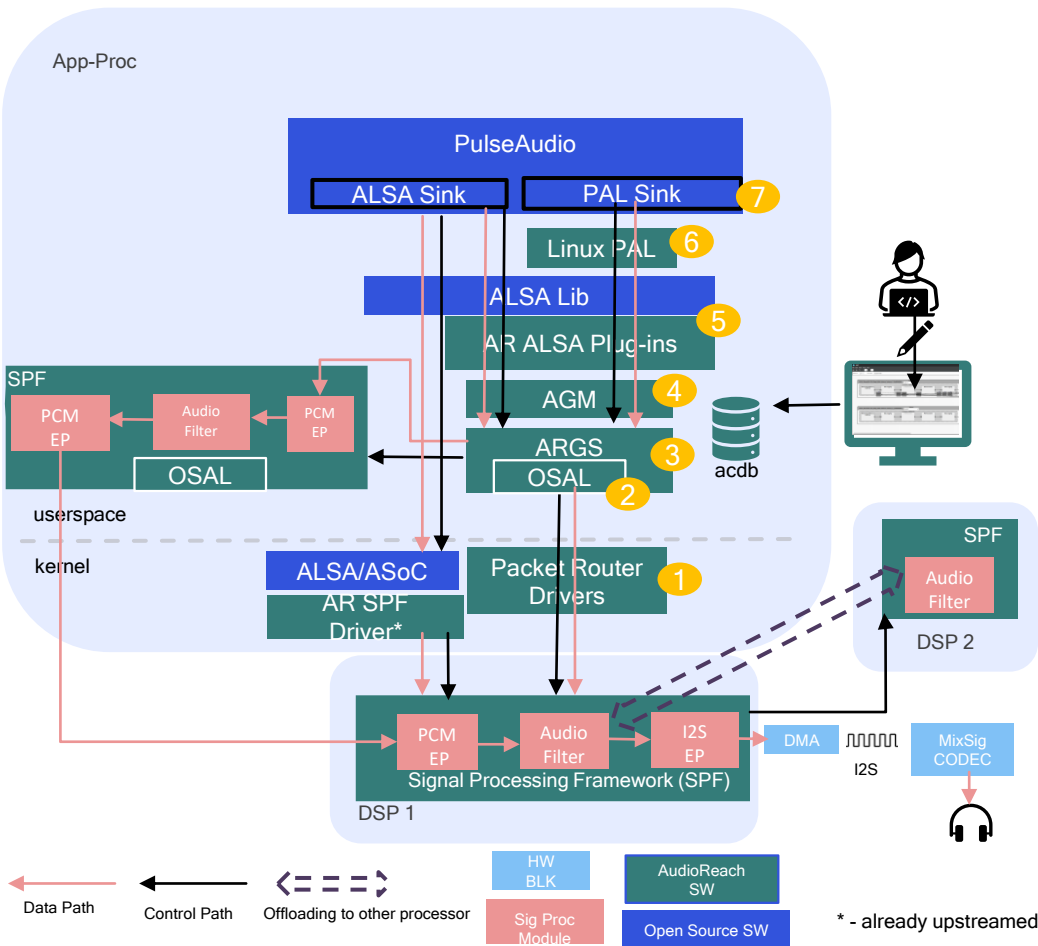 App-Proc
PulseAudio
ALSA Sink
PAL Sink
7
Linux PAL
6
ALSA Lib
5
AR ALSA Plug-ins
SPF
PCM
EP
Audio
Filter
PCM
EP
OSAL
AGM
4
ARGS
3
OSAL
2
acdb
</>
userspace
kernel
ALSA/ASoC
AR SPF
Driver*
Packet Router
Drivers
1
SPF
Audio
Filter
DSP 2
PCM
EP
Audio
Filter
I2S
EP
Signal Processing Framework (SPF)
DSP 1
DMA
I2S
MixSig
CODEC
Data Path
Control Path
Offloading to other processor
HW
BLK
Sig Proc
Module
AudioReach
SW
Open Source SW
* - already upstreamed